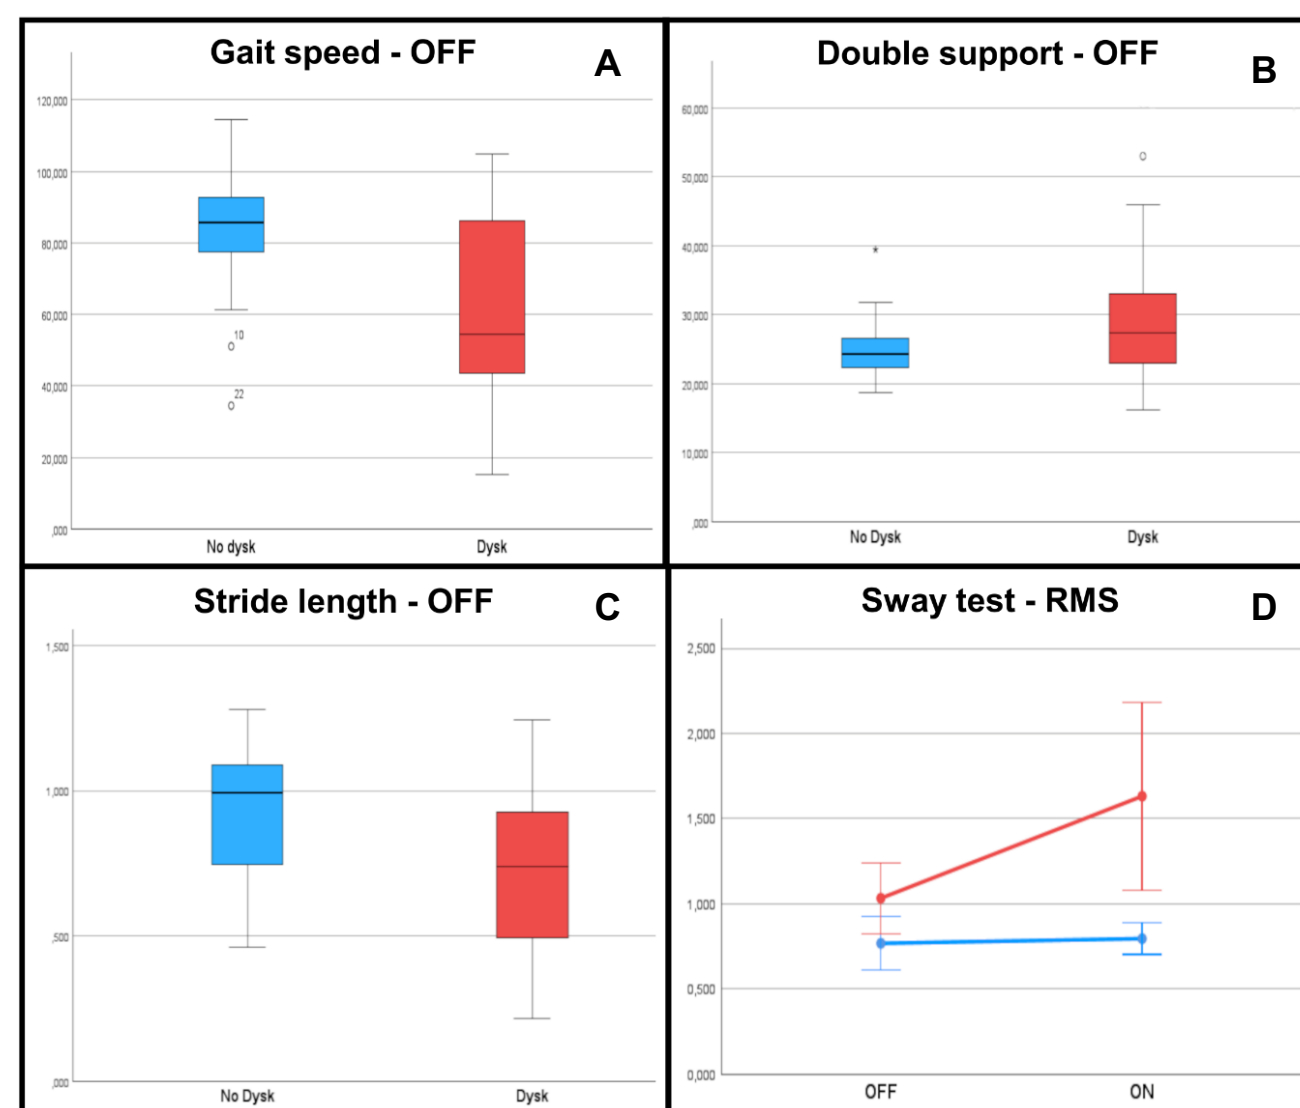 Gait speed - OFF
A
120,000
100,000
80,000
60,000
40,000
20,000
,000
10
22
No dysk
Dysk
Double support - OFF
B
60,000
50,000
40,000
30,000
20,000
10,000
,000
*
No Dysk
Dysk
Stride length - OFF
C
1,500
1,000
,500
,000
No Dysk
Dysk
Sway test - RMS
D
2,500
2,000
1,500
1,000
0,500
0,000
OFF
ON